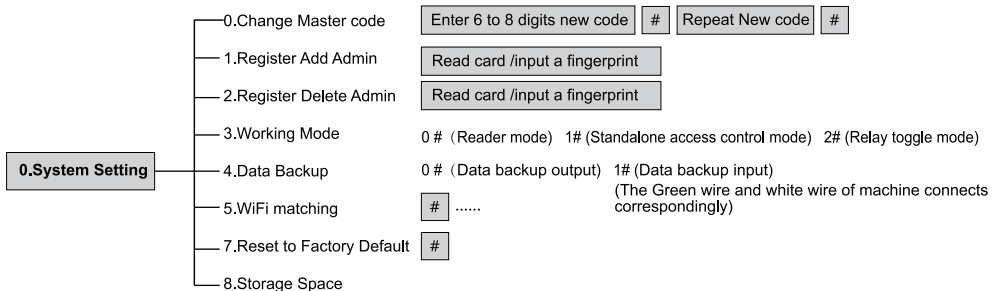 0.Change Master code Enter 6 to 8 digits new code # Repeat New code #
1.Register Add Admin Read card /input a fingerprint
2.Register Delete Admin Read card /input a fingerprint
3.Working Mode 0 # (Reader mode) 1# (Standalone access control mode) 2# (Relay toggle mode)
0.System Setting
4.Data Backup 0 # (Data backup output) 1# (Data backup input)
(The Green wire and white wire of machine connects
correspondingly)
5.WiFi matching # ......
7.Reset to Factory Default #
8.Storage Space